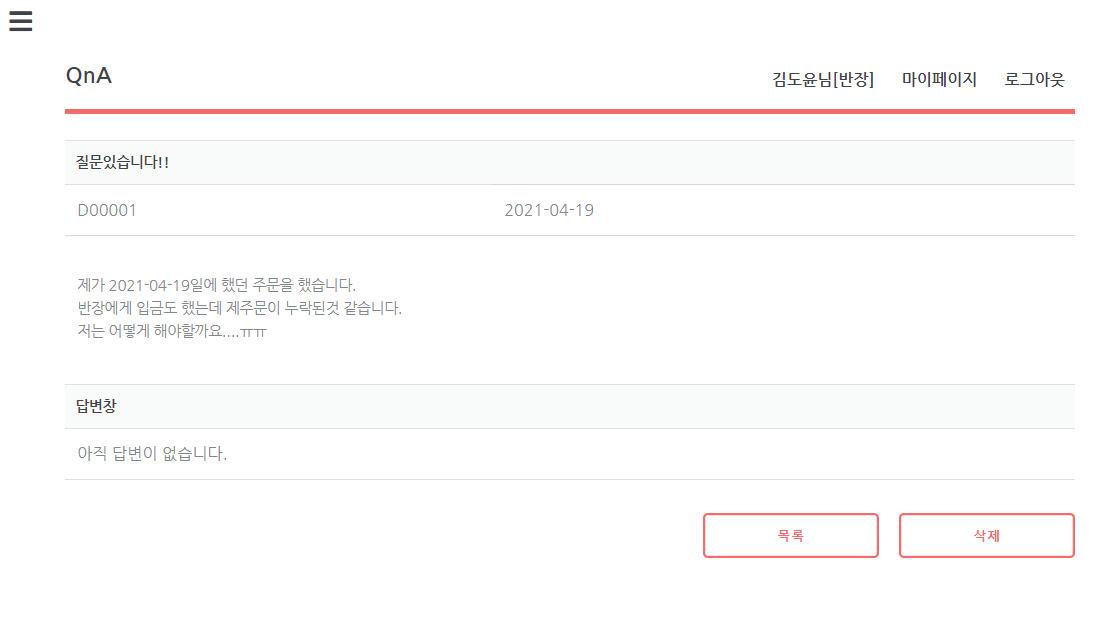 QnA
김도윤님[반장] 마이페이지 로그아웃
질문있습니다!!
D00001 2021-04-19
제가 2021-04-19일에 했던 주문을 했습니다.
반장에게 입금도 했는데 제주문이 누락된것 같습니다.
저는 어떻게 해야할까요....ㅠㅠ
답변창
아직 답변이 없습니다.
목록 삭제